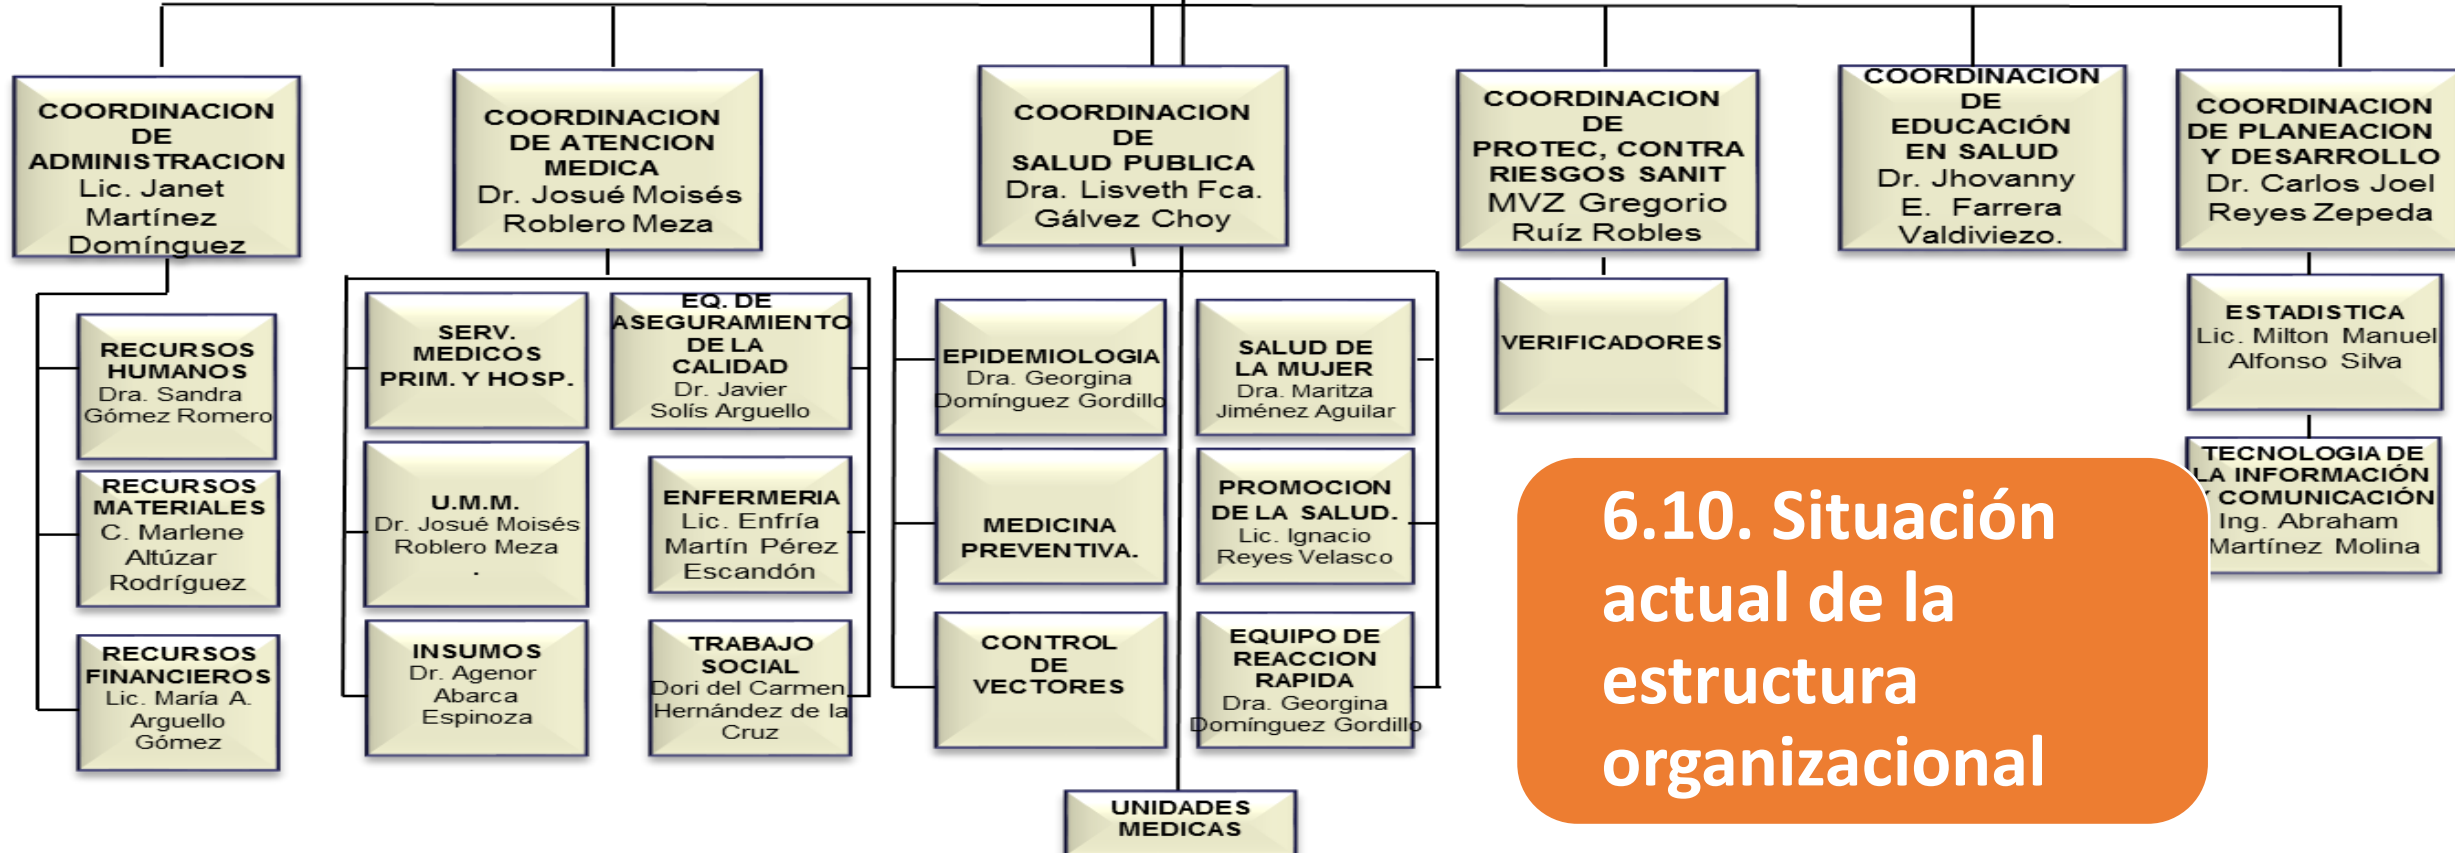 COORDINACION
DE
ADMINISTRACION
Lic. Janet
Martínez
Domínguez
COORDINACION
DE ATENCION
MEDICA
Dr. Josué Moisés
Roblero Meza
COORDINACION
DE
SALUD PUBLICA
Dra. Lisveth Fca.
Gálvez Choy
COORDINACION
DE
PROTEC, CONTRA
RIESGOS SANIT
MVZ Gregorio
Ruíz Robles
COORDINACION
DE
EDUCACIÓN
EN SALUD
Dr. Jhovanny
E. Farrera
Valdiviezo.
COORDINACION
DE PLANEACION
Y DESARROLLO
Dr. Carlos Joel
Reyes Zepeda
RECURSOS
HUMANOS
Dra. Sandra
Gómez Romero
RECURSOS
MATERIALES
C. Marlene
Altúzar
Rodríguez
RECURSOS
FINANCIEROS
Lic. María A.
Arguello
Gómez
SERV.
MEDICOS
PRIM. Y HOSP.
EQ. DE
ASEGURAMIENTO
DE LA
CALIDAD
Dr. Javier
Solís Arguello
U.M.M.
Dr. Josué Moisés
Roblero Meza
.
ENFERMERIA
Lic. Enfría
Martín Pérez
Escandón
INSUMOS
Dr. Agenor
Abarca
Espinoza
TRABAJO
SOCIAL
Dori del Carmen
Hernández de la
Cruz
EPIDEMIOLOGIA
Dra. Georgina
Domínguez Gordillo
SALUD DE
LA MUJER
Dra. Maritza
Jiménez Aguilar
MEDICINA
PREVENTIVA.
PROMOCION
DE LA SALUD.
Lic. Ignacio
Reyes Velasco
CONTROL
DE
VECTORES
EQUIPO DE
REACCION
RAPIDA
Dra. Georgina
Domínguez Gordillo
UNIDADES
MEDICAS
VERIFICADORES
ESTADISTICA
Lic. Milton Manuel
Alfonso Silva
TECNOLOGIA DE
LA INFORMACIÓN
Y COMUNICACIÓN
Ing. Abraham
Martínez Molina
6.10. Situación
actual de la
estructura
organizacional